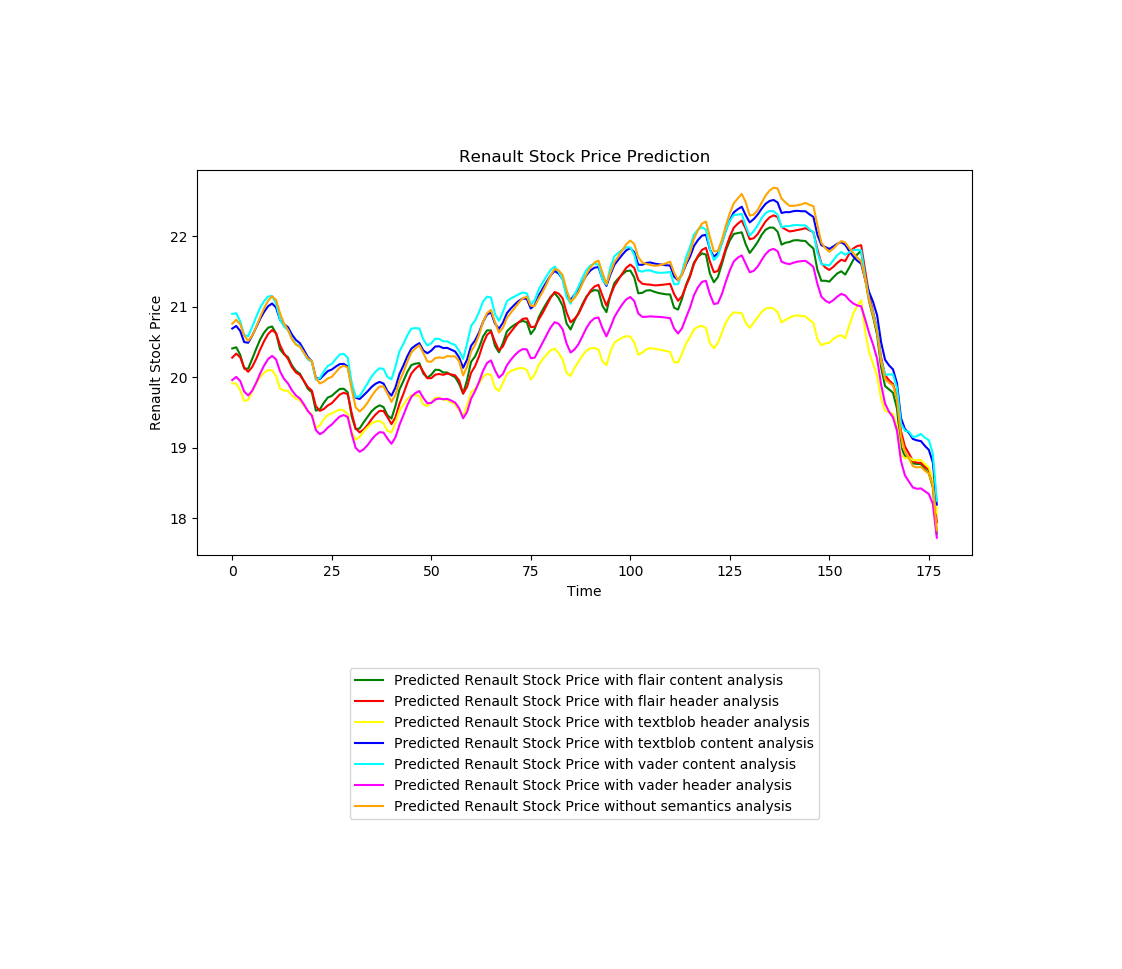 Renault Stock Price Prediction
Renault Stock Price
22
21
20
19
18
0 25 50 75 100 125 150 175
Time
Predicted Renault Stock Price with flair content analysis
Predicted Renault Stock Price with flair header analysis
Predicted Renault Stock Price with textblob header analysis
Predicted Renault Stock Price with textblob content analysis
Predicted Renault Stock Price with vader content analysis
Predicted Renault Stock Price with vader header analysis
Predicted Renault Stock Price without semantics analysis